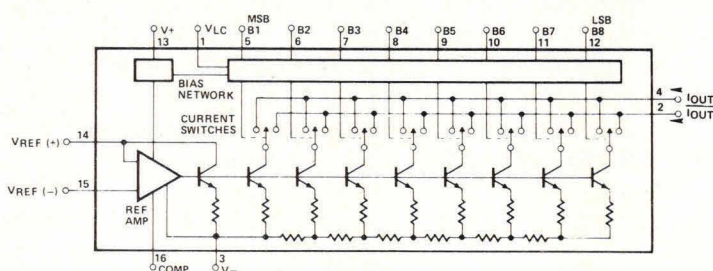 MSB LSB
V+ VLC B1 B2 B3 B4 B5 B6 B7 B8
13 1 5 6 7 8 9 10 11 12
BIAS
NETWORK
4 IOUT
CURRENT
SWITCHES
2 IOUT
VREF (+) 14
VREF (−) 15
REF
AMP
16 3
COMP V−